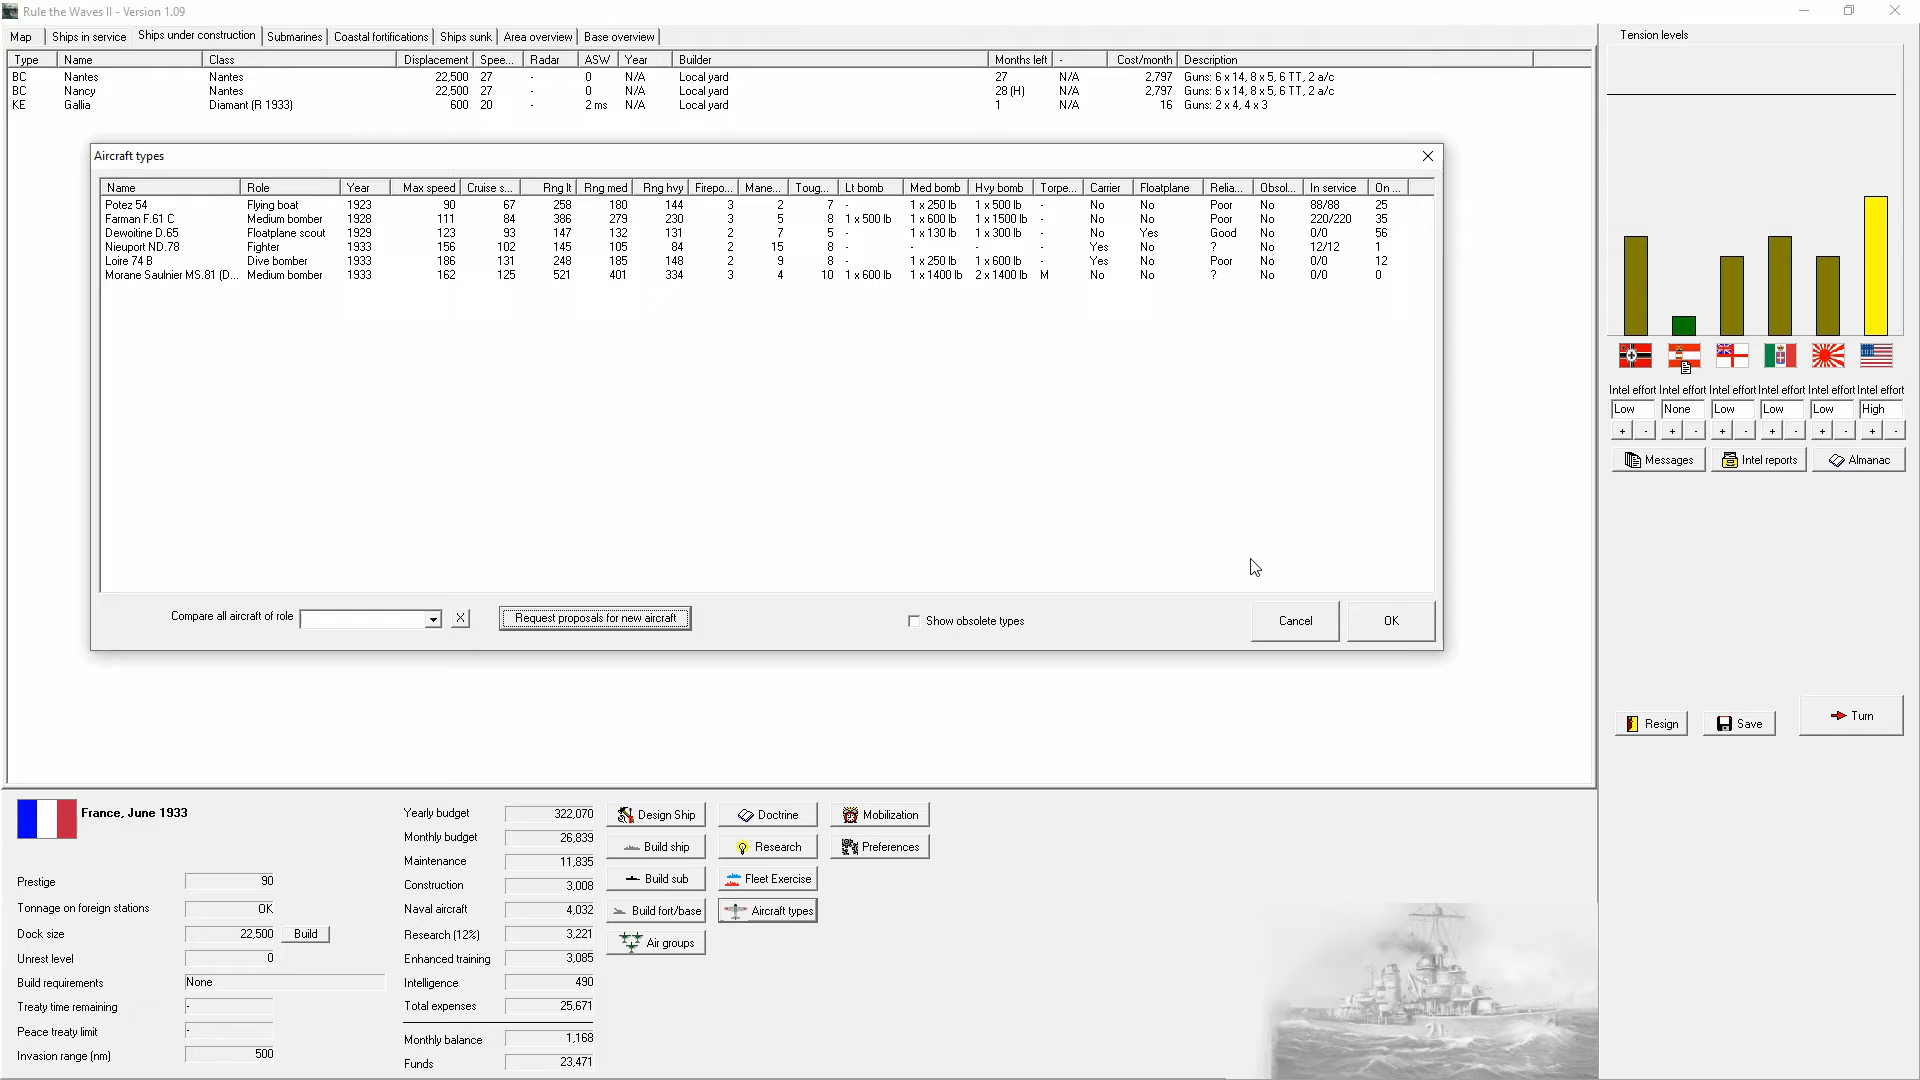 Rule the Waves II - Version 1.09
Map Ships in service Ships under construction Submarines Coastal fortifications Ships sunk Area overview Base overview
Type Name Class Displacement Spee... Radar ASW Year Builder Months left - Cost/month Description
BC Nantes Nantes 22,500 27 - 0 N/A Local yard 27 N/A 2,797 Guns: 6 x 14, 8 x 5, 6 TT, 2 a/c
BC Nancy Nantes 22,500 27 - 0 N/A Local yard 28 (H) N/A 2,797 Guns: 6 x 14, 8 x 5, 6 TT, 2 a/c
KE Gallia Diamant (R 1933) 600 20 - 2 ms N/A Local yard 1 N/A 16 Guns: 2 x 4, 4 x 3
Aircraft types
Name Role Year Max speed Cruise s... Rng lt Rng med Rng hvy Firepo... Mane... Toug... Lt bomb Med bomb Hvy bomb Torpe... Carrier Floatplane Relia... Obsol... In service On ...
Potez 54 Flying boat 1923 90 67 258 180 144 3 2 7 - 1 x 250 lb 1 x 500 lb - No No Poor No 88/88 25
Farman F.61 C Medium bomber 1928 111 84 386 279 230 3 5 8 1 x 500 lb 1 x 600 lb 1 x 1500 lb - No No Poor No 220/220 35
Dewoitine D.65 Floatplane scout 1929 123 93 147 132 131 2 7 5 - 1 x 130 lb 1 x 300 lb - No Yes Good No 0/0 56
Nieuport ND.78 Fighter 1933 156 102 145 105 84 2 15 8 - - - - Yes No ? No 12/12 1
Loire 74 B Dive bomber 1933 186 131 248 185 148 2 9 8 - 1 x 250 lb 1 x 600 lb - Yes No Poor No 0/0 12
Morane Saulnier MS.81 (D... Medium bomber 1933 162 125 521 401 334 3 4 10 1 x 600 lb 1 x 1400 lb 2 x 1400 lb M No No ? No 0/0 0
Compare all aircraft of role X Request proposals for new aircraft Show obsolete types Cancel OK
Tension levels
Intel effort Intel effort Intel effort Intel effort Intel effort Intel effort
Low None Low Low Low High
+ - + - + - + - + - + -
Messages Intel reports Almanac
Resign Save Turn
France, June 1933
Prestige 90
Tonnage on foreign stations OK
Dock size 22,500 Build
Unrest level 0
Build requirements None
Treaty time remaining -
Peace treaty limit -
Invasion range (nm) 500
Yearly budget 322,070
Monthly budget 26,839
Maintenance 11,835
Construction 3,008
Naval aircraft 4,032
Research (12%) 3,221
Enhanced training 3,085
Intelligence 490
Total expenses 25,671
Monthly balance 1,168
Funds 23,471
Design Ship Doctrine Mobilization
Build ship Research Preferences
Build sub Fleet Exercise
Build fort/base Aircraft types
Air groups